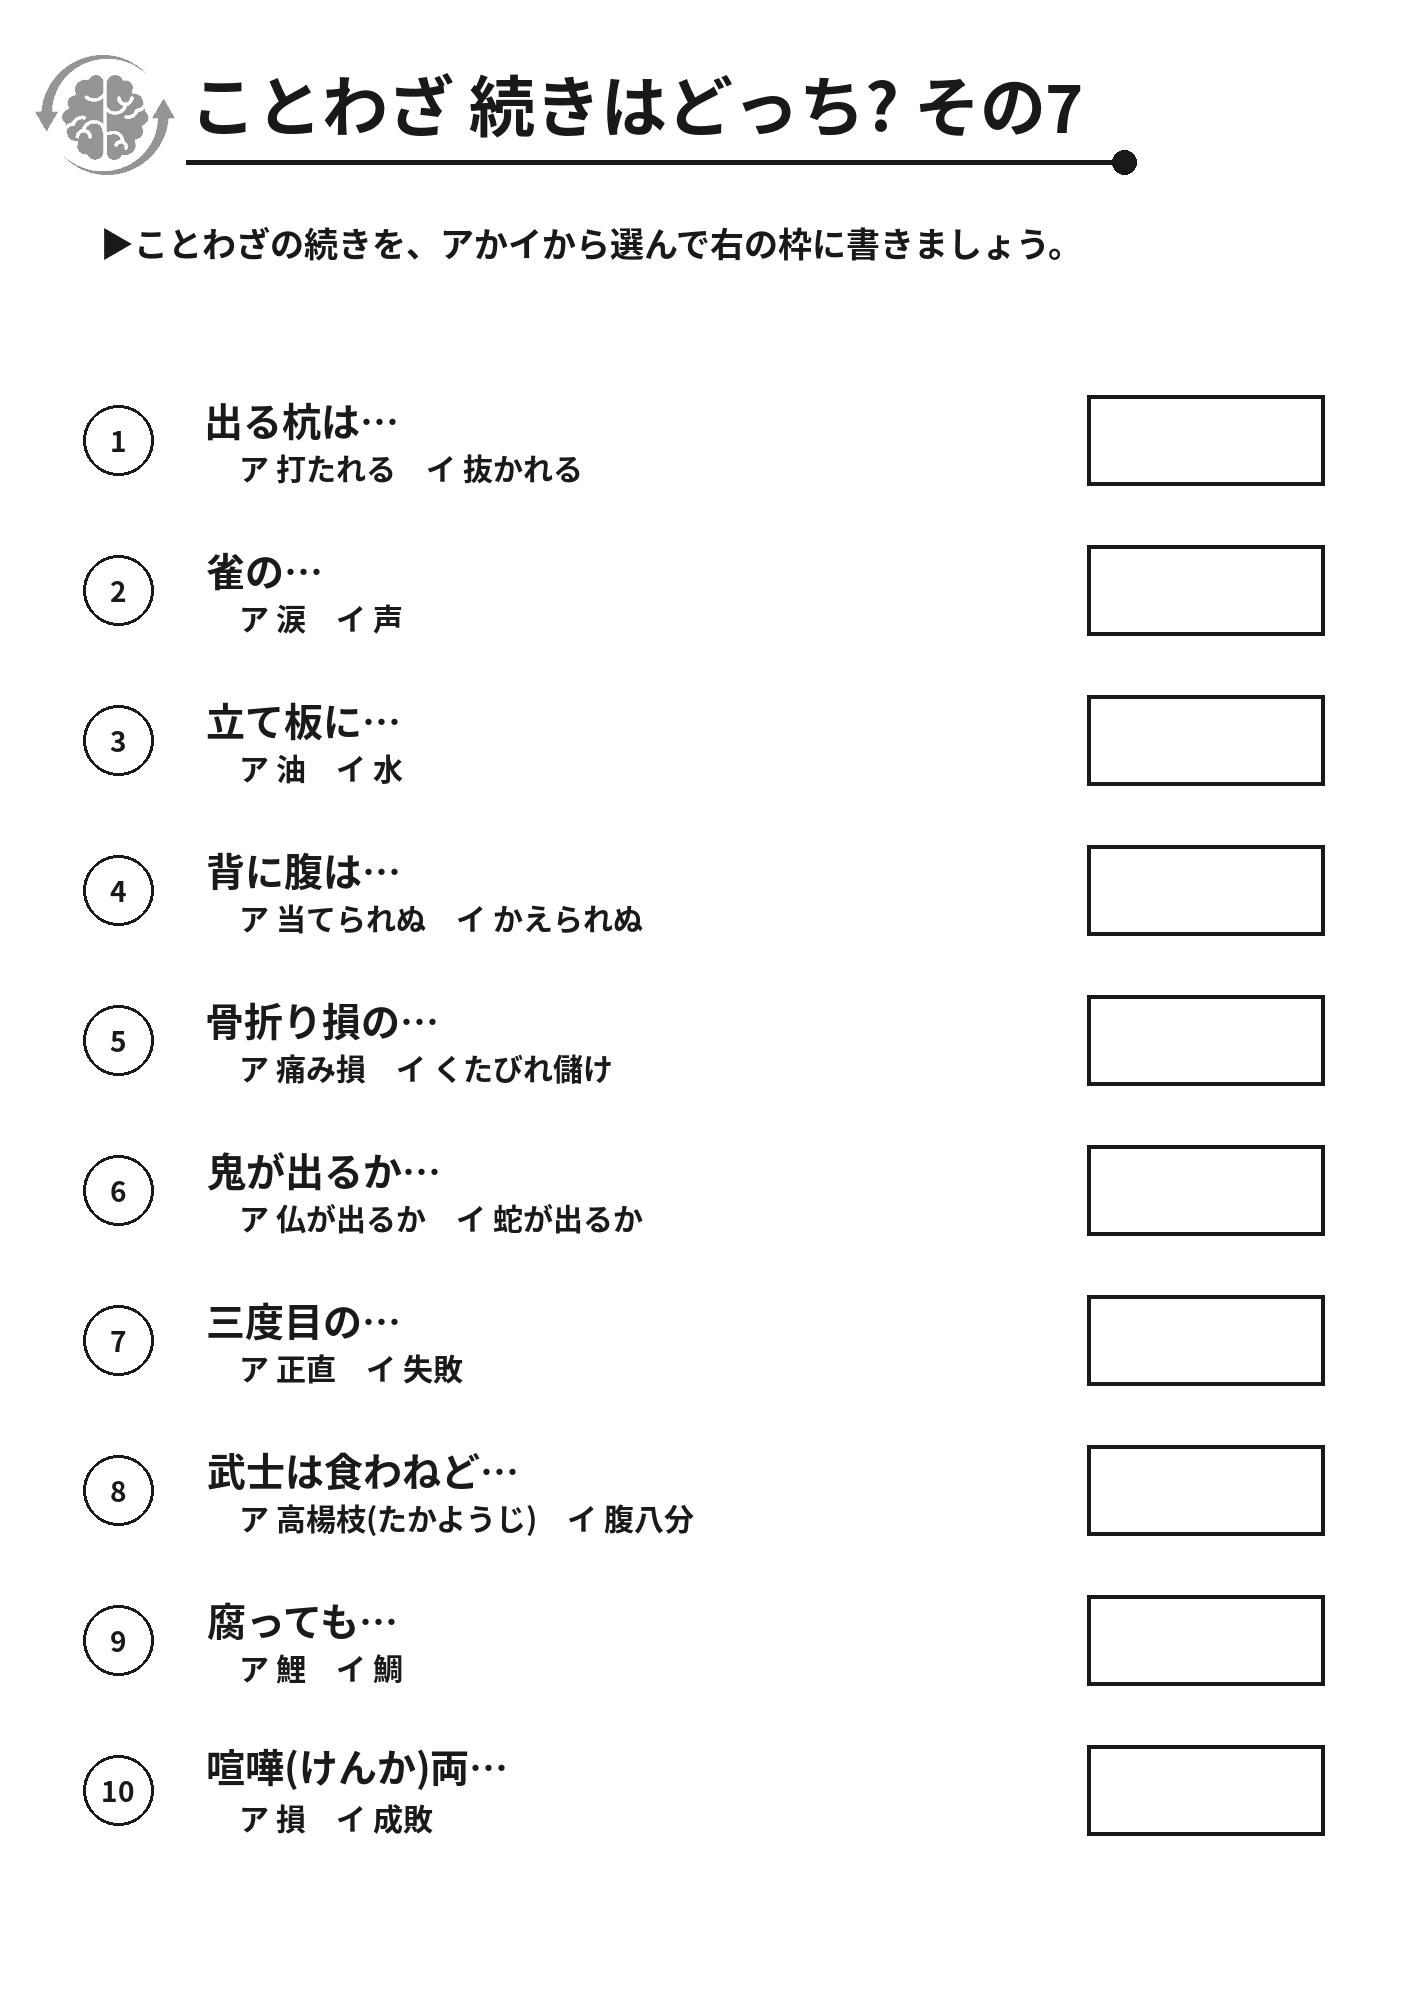 ことわざ 続きはどっち? その7
▶ことわざの続きを、アかイから選んで右の枠に書きましょう。
1 出る杭は…
ア 打たれる　イ 抜かれる
2 雀の…
ア 涙　イ 声
3 立て板に…
ア 油　イ 水
4 背に腹は…
ア 当てられぬ　イ かえられぬ
5 骨折り損の…
ア 痛み損　イ くたびれ儲け
6 鬼が出るか…
ア 仏が出るか　イ 蛇が出るか
7 三度目の…
ア 正直　イ 失敗
8 武士は食わねど…
ア 高楊枝(たかようじ)　イ 腹八分
9 腐っても…
ア 鯉　イ 鯛
10 喧嘩(けんか)両…
ア 損　イ 成敗